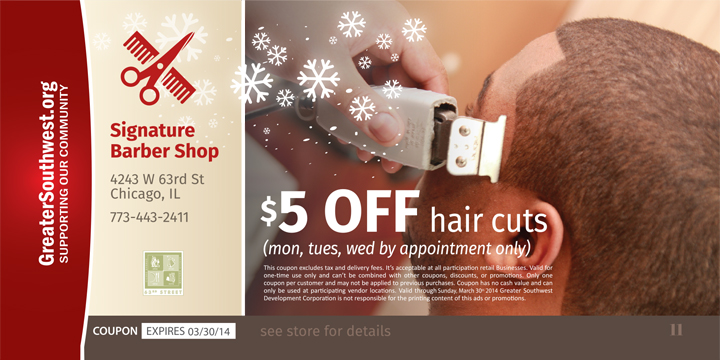 GreaterSouthwest.org
SUPPORTING OUR COMMUNITY
Signature
Barber Shop
4243 W 63rd St
Chicago, IL
773-443-2411
63RD STREET
$5 OFF hair cuts
(mon, tues, wed by appointment only)
This coupon excludes tax and delivery fees. It's acceptable at all participation retail Businesses. Valid for
one-time use only and can't be combined with other coupons, discounts, or promotions. Only one
coupon per customer and may not be applied to previous purchases. Coupon has no cash value and can
only be used at participating vendor locations. Valid through Sunday, March 30th 2014 Greater Southwest
Development Corporation is not responsible for the printing content of this ads or promotions.
COUPON EXPIRES 03/30/14 see store for details 11